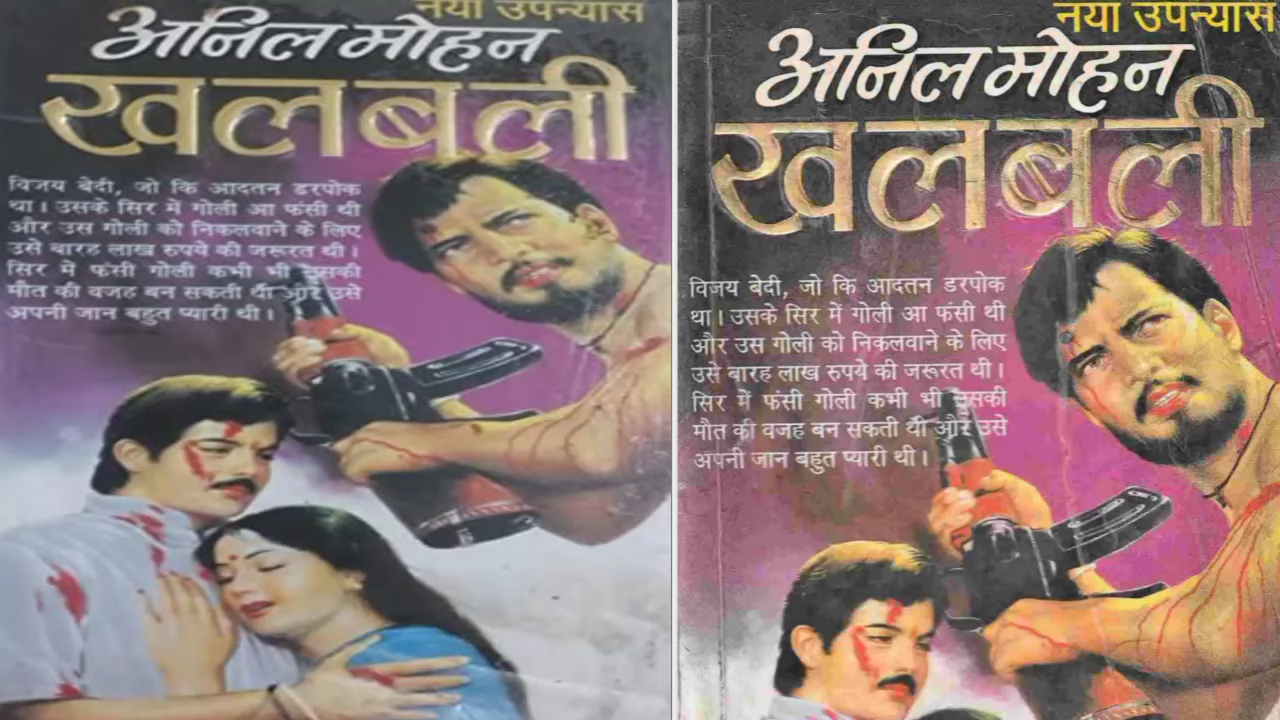 नया उपन्यास
अनिल मोहन
खलबली
विजय बेदी, जो कि आदतन डरपोक
था। उसके सिर में गोली आ फंसी थी
और उस गोली को निकलवाने के लिए
उसे बारह लाख रुपये की जरूरत थी।
सिर में फंसी गोली कभी भी उसकी
मौत की वजह बन सकती थी और उसे
अपनी जान बहुत प्यारी थी।
नया उपन्यास
अनिल मोहन
खलबली
विजय बेदी, जो कि आदतन डरपोक
था। उसके सिर में गोली आ फंसी थी
और उस गोली को निकलवाने के लिए
उसे बारह लाख रुपये की जरूरत थी।
सिर में फंसी गोली कभी भी उसकी
मौत की वजह बन सकती थी और उसे
अपनी जान बहुत प्यारी थी।